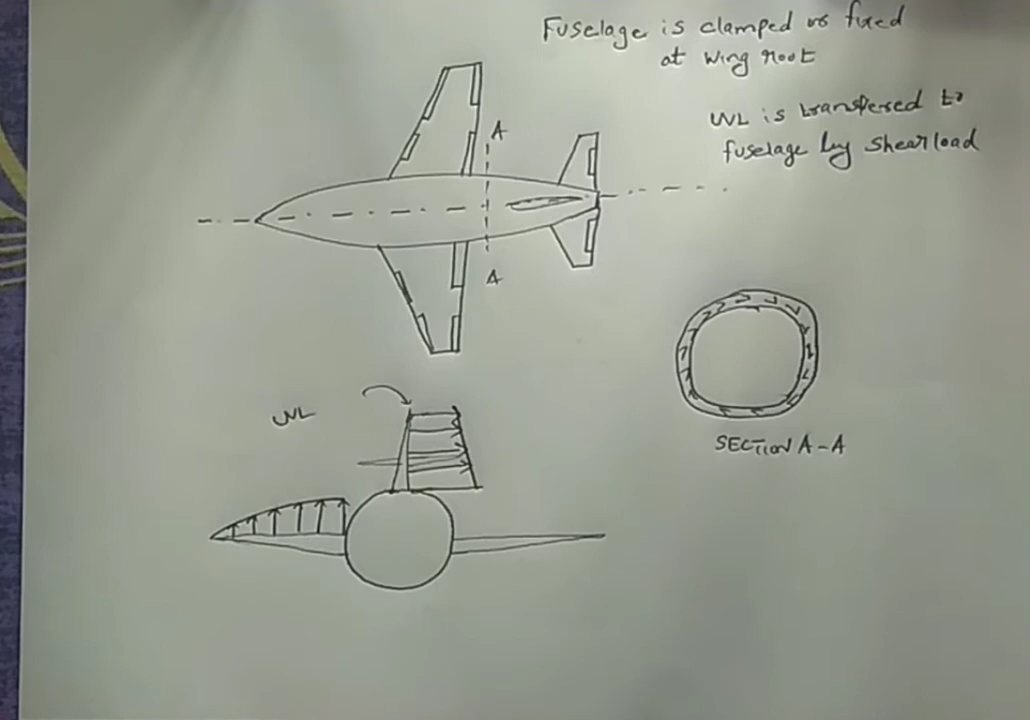 Fuselage is clamped or fixed
at wing root
UVL is transfered to
fuselage by shear load
A
A
UVL
SECTION A-A